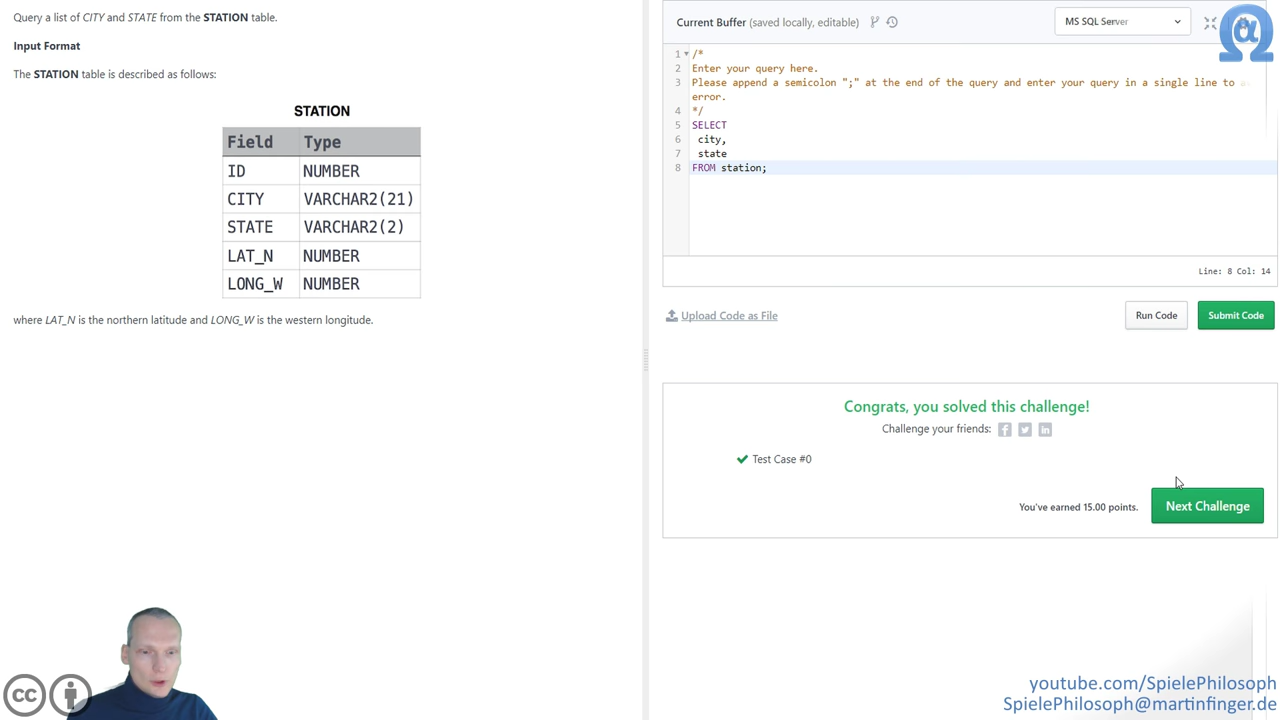 Query a list of CITY and STATE from the STATION table.
Input Format
The STATION table is described as follows:
STATION
Field Type
ID NUMBER
CITY VARCHAR2(21)
STATE VARCHAR2(2)
LAT_N NUMBER
LONG_W NUMBER
where LAT_N is the northern latitude and LONG_W is the western longitude.
Current Buffer (saved locally, editable)
MS SQL Server
1 /*
2 Enter your query here.
3 Please append a semicolon ";" at the end of the query and enter your query in a single line to
error.
4 */
5 SELECT
6 city,
7 state
8 FROM station;
Line: 8 Col: 14
Upload Code as File
Run Code
Submit Code
Congrats, you solved this challenge!
Challenge your friends:
Test Case #0
You've earned 15.00 points.
Next Challenge
cc
youtube.com/SpielePhilosoph
SpielePhilosoph@martinfinger.de